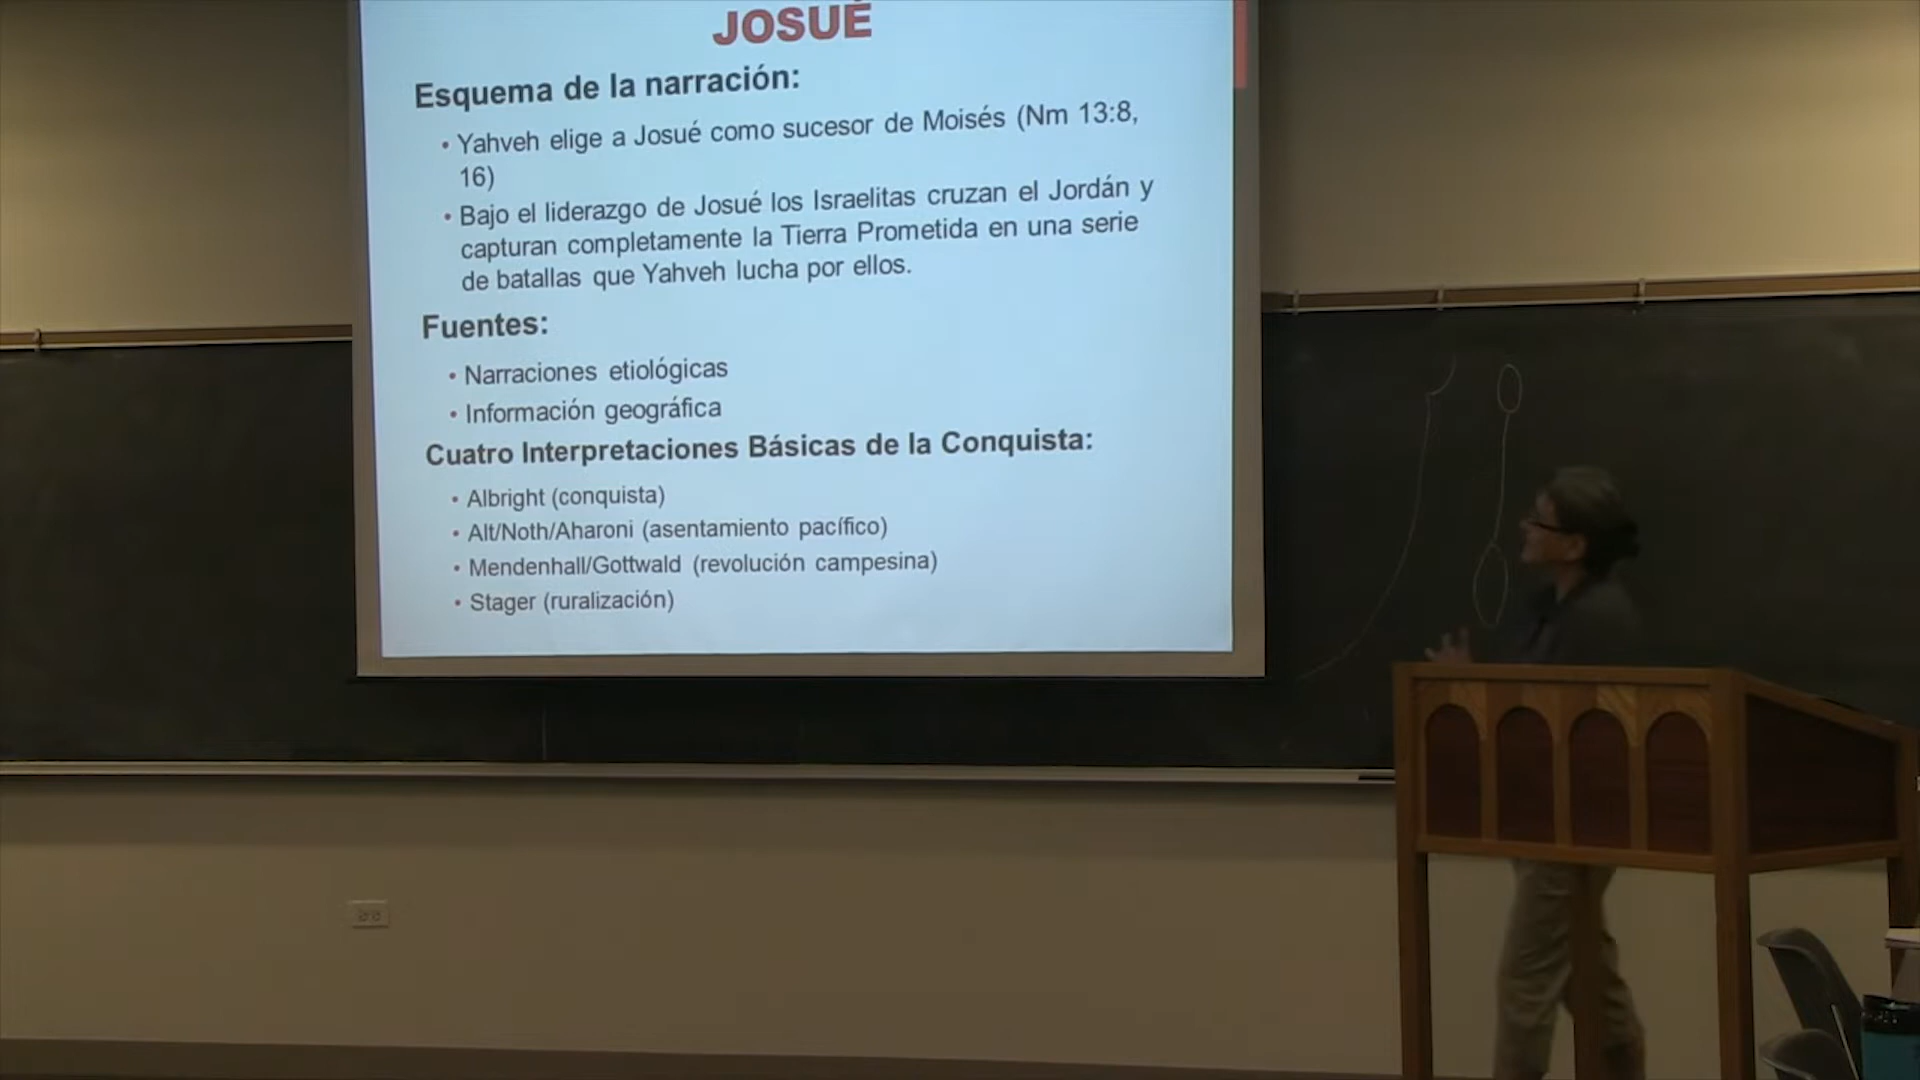 JOSUÉ
Esquema de la narración:
• Yahveh elige a Josué como sucesor de Moisés (Nm 13:8,
16)
• Bajo el liderazgo de Josué los Israelitas cruzan el Jordán y
capturan completamente la Tierra Prometida en una serie
de batallas que Yahveh lucha por ellos.
Fuentes:
• Narraciones etiológicas
• Información geográfica
Cuatro Interpretaciones Básicas de la Conquista:
• Albright (conquista)
• Alt/Noth/Aharoni (asentamiento pacífico)
• Mendenhall/Gottwald (revolución campesina)
• Stager (ruralización)